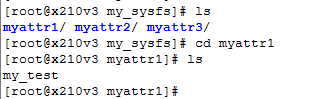 [root@x210v3 my_sysfs]# ls
myattr1/ myattr2/ myattr3/
[root@x210v3 my_sysfs]# cd myattr1
[root@x210v3 myattr1]# ls
my_test
[root@x210v3 myattr1]#